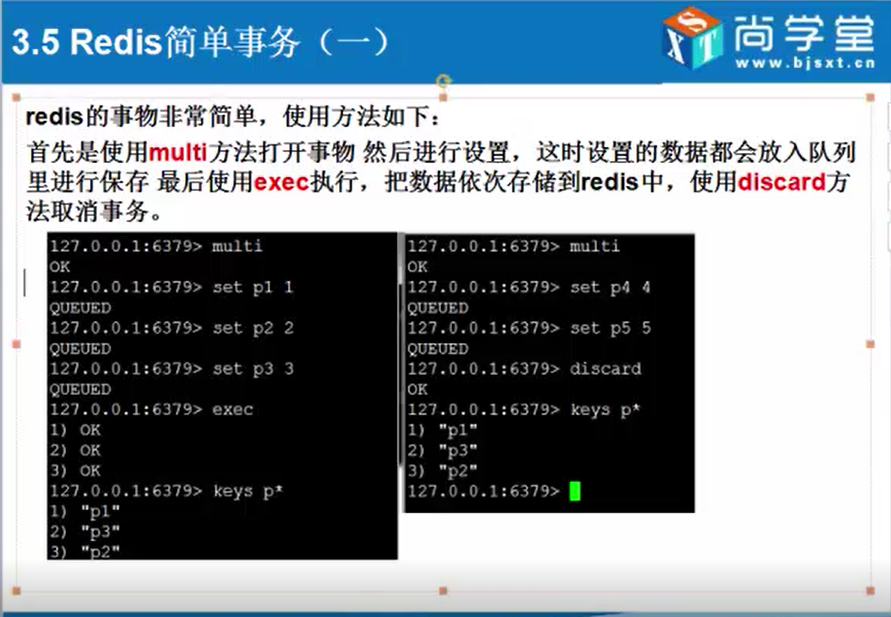 3.5 Redis简单事务（一）
XST
尚学堂
www.bjsxt.cn
redis的事物非常简单，使用方法如下：
首先是使用multi方法打开事物 然后进行设置，这时设置的数据都会放入队列
里进行保存 最后使用exec执行，把数据依次存储到redis中，使用discard方
法取消事务。
127.0.0.1:6379> multi
OK
127.0.0.1:6379> set p1 1
QUEUED
127.0.0.1:6379> set p2 2
QUEUED
127.0.0.1:6379> set p3 3
QUEUED
127.0.0.1:6379> exec
1) OK
2) OK
3) OK
127.0.0.1:6379> keys p*
1) "p1"
2) "p3"
3) "p2"
127.0.0.1:6379> multi
OK
127.0.0.1:6379> set p4 4
QUEUED
127.0.0.1:6379> set p5 5
QUEUED
127.0.0.1:6379> discard
OK
127.0.0.1:6379> keys p*
1) "p1"
2) "p3"
3) "p2"
127.0.0.1:6379>